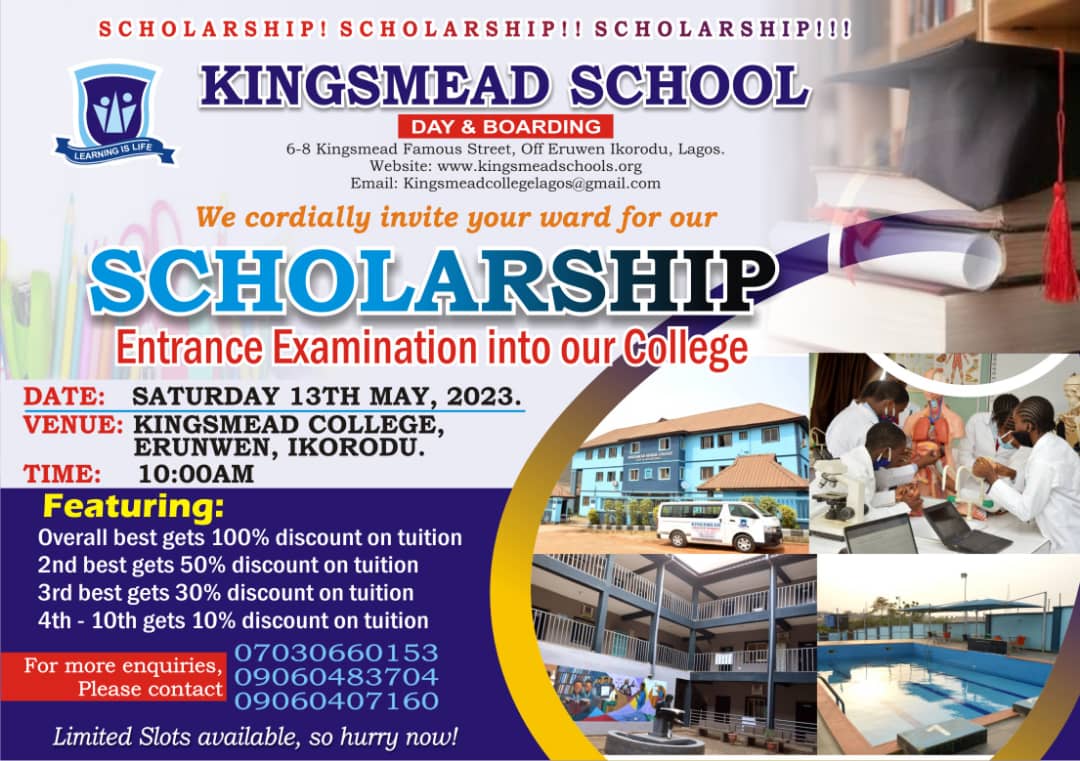 SCHOLARSHIP! SCHOLARSHIP!! SCHOLARSHIP!!!
LEARNING IS LIFE
KINGSMEAD SCHOOL
DAY & BOARDING
6-8 Kingsmead Famous Street, Off Eruwen Ikorodu, Lagos.
Website: www.kingsmeadschools.org
Email: Kingsmeadcollegelagos@gmail.com
We cordially invite your ward for our
SCHOLARSHIP
Entrance Examination into our College
DATE: SATURDAY 13TH MAY, 2023.
VENUE: KINGSMEAD COLLEGE,
ERUNWEN, IKORODU.
TIME: 10:00AM
Featuring:
Overall best gets 100% discount on tuition
2nd best gets 50% discount on tuition
3rd best gets 30% discount on tuition
4th - 10th gets 10% discount on tuition
For more enquiries,
Please contact
07030660153
09060483704
09060407160
Limited Slots available, so hurry now!
KINGSMEAD